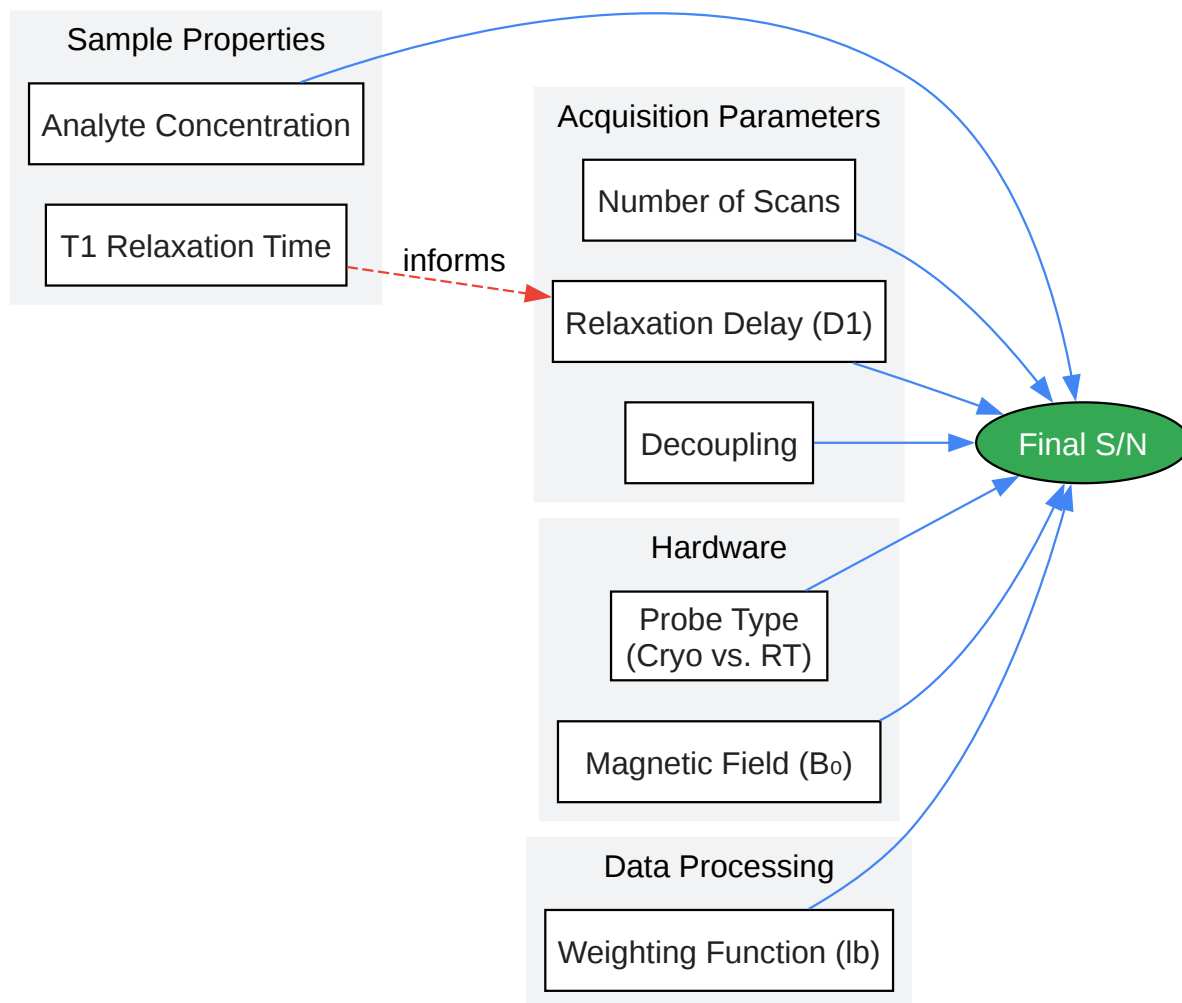 Sample Properties
Analyte Concentration
T1 Relaxation Time
informs
Acquisition Parameters
Number of Scans
Relaxation Delay (D1)
Decoupling
Final S/N
Hardware
Probe Type
(Cryo vs. RT)
Magnetic Field (B₀)
Data Processing
Weighting Function (lb)